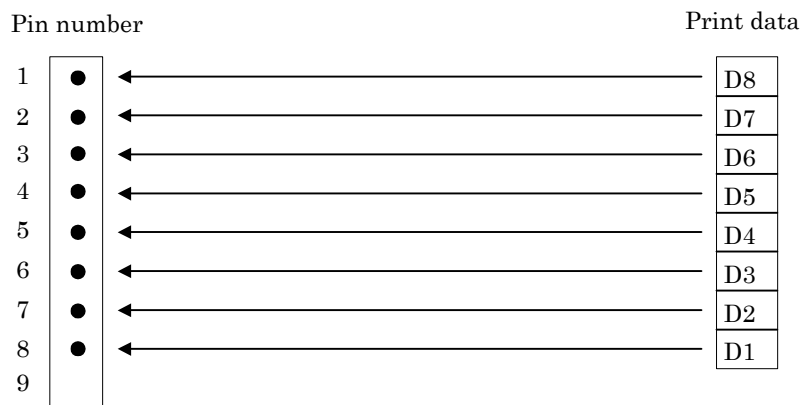 Pin number Print data
1 D8
2 D7
3 D6
4 D5
5 D4
6 D3
7 D2
8 D1
9